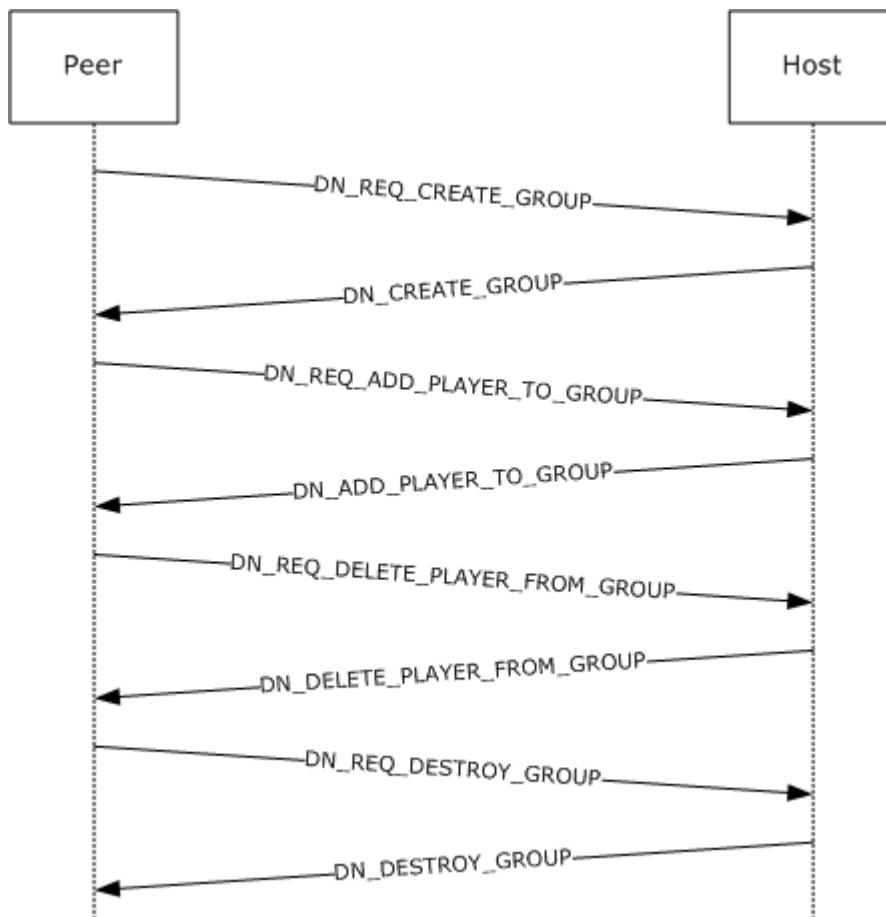 Peer
Host
DN_REQ_CREATE_GROUP
DN_CREATE_GROUP
DN_REQ_ADD_PLAYER_TO_GROUP
DN_ADD_PLAYER_TO_GROUP
DN_REQ_DELETE_PLAYER_FROM_GROUP
DN_DELETE_PLAYER_FROM_GROUP
DN_REQ_DESTROY_GROUP
DN_DESTROY_GROUP